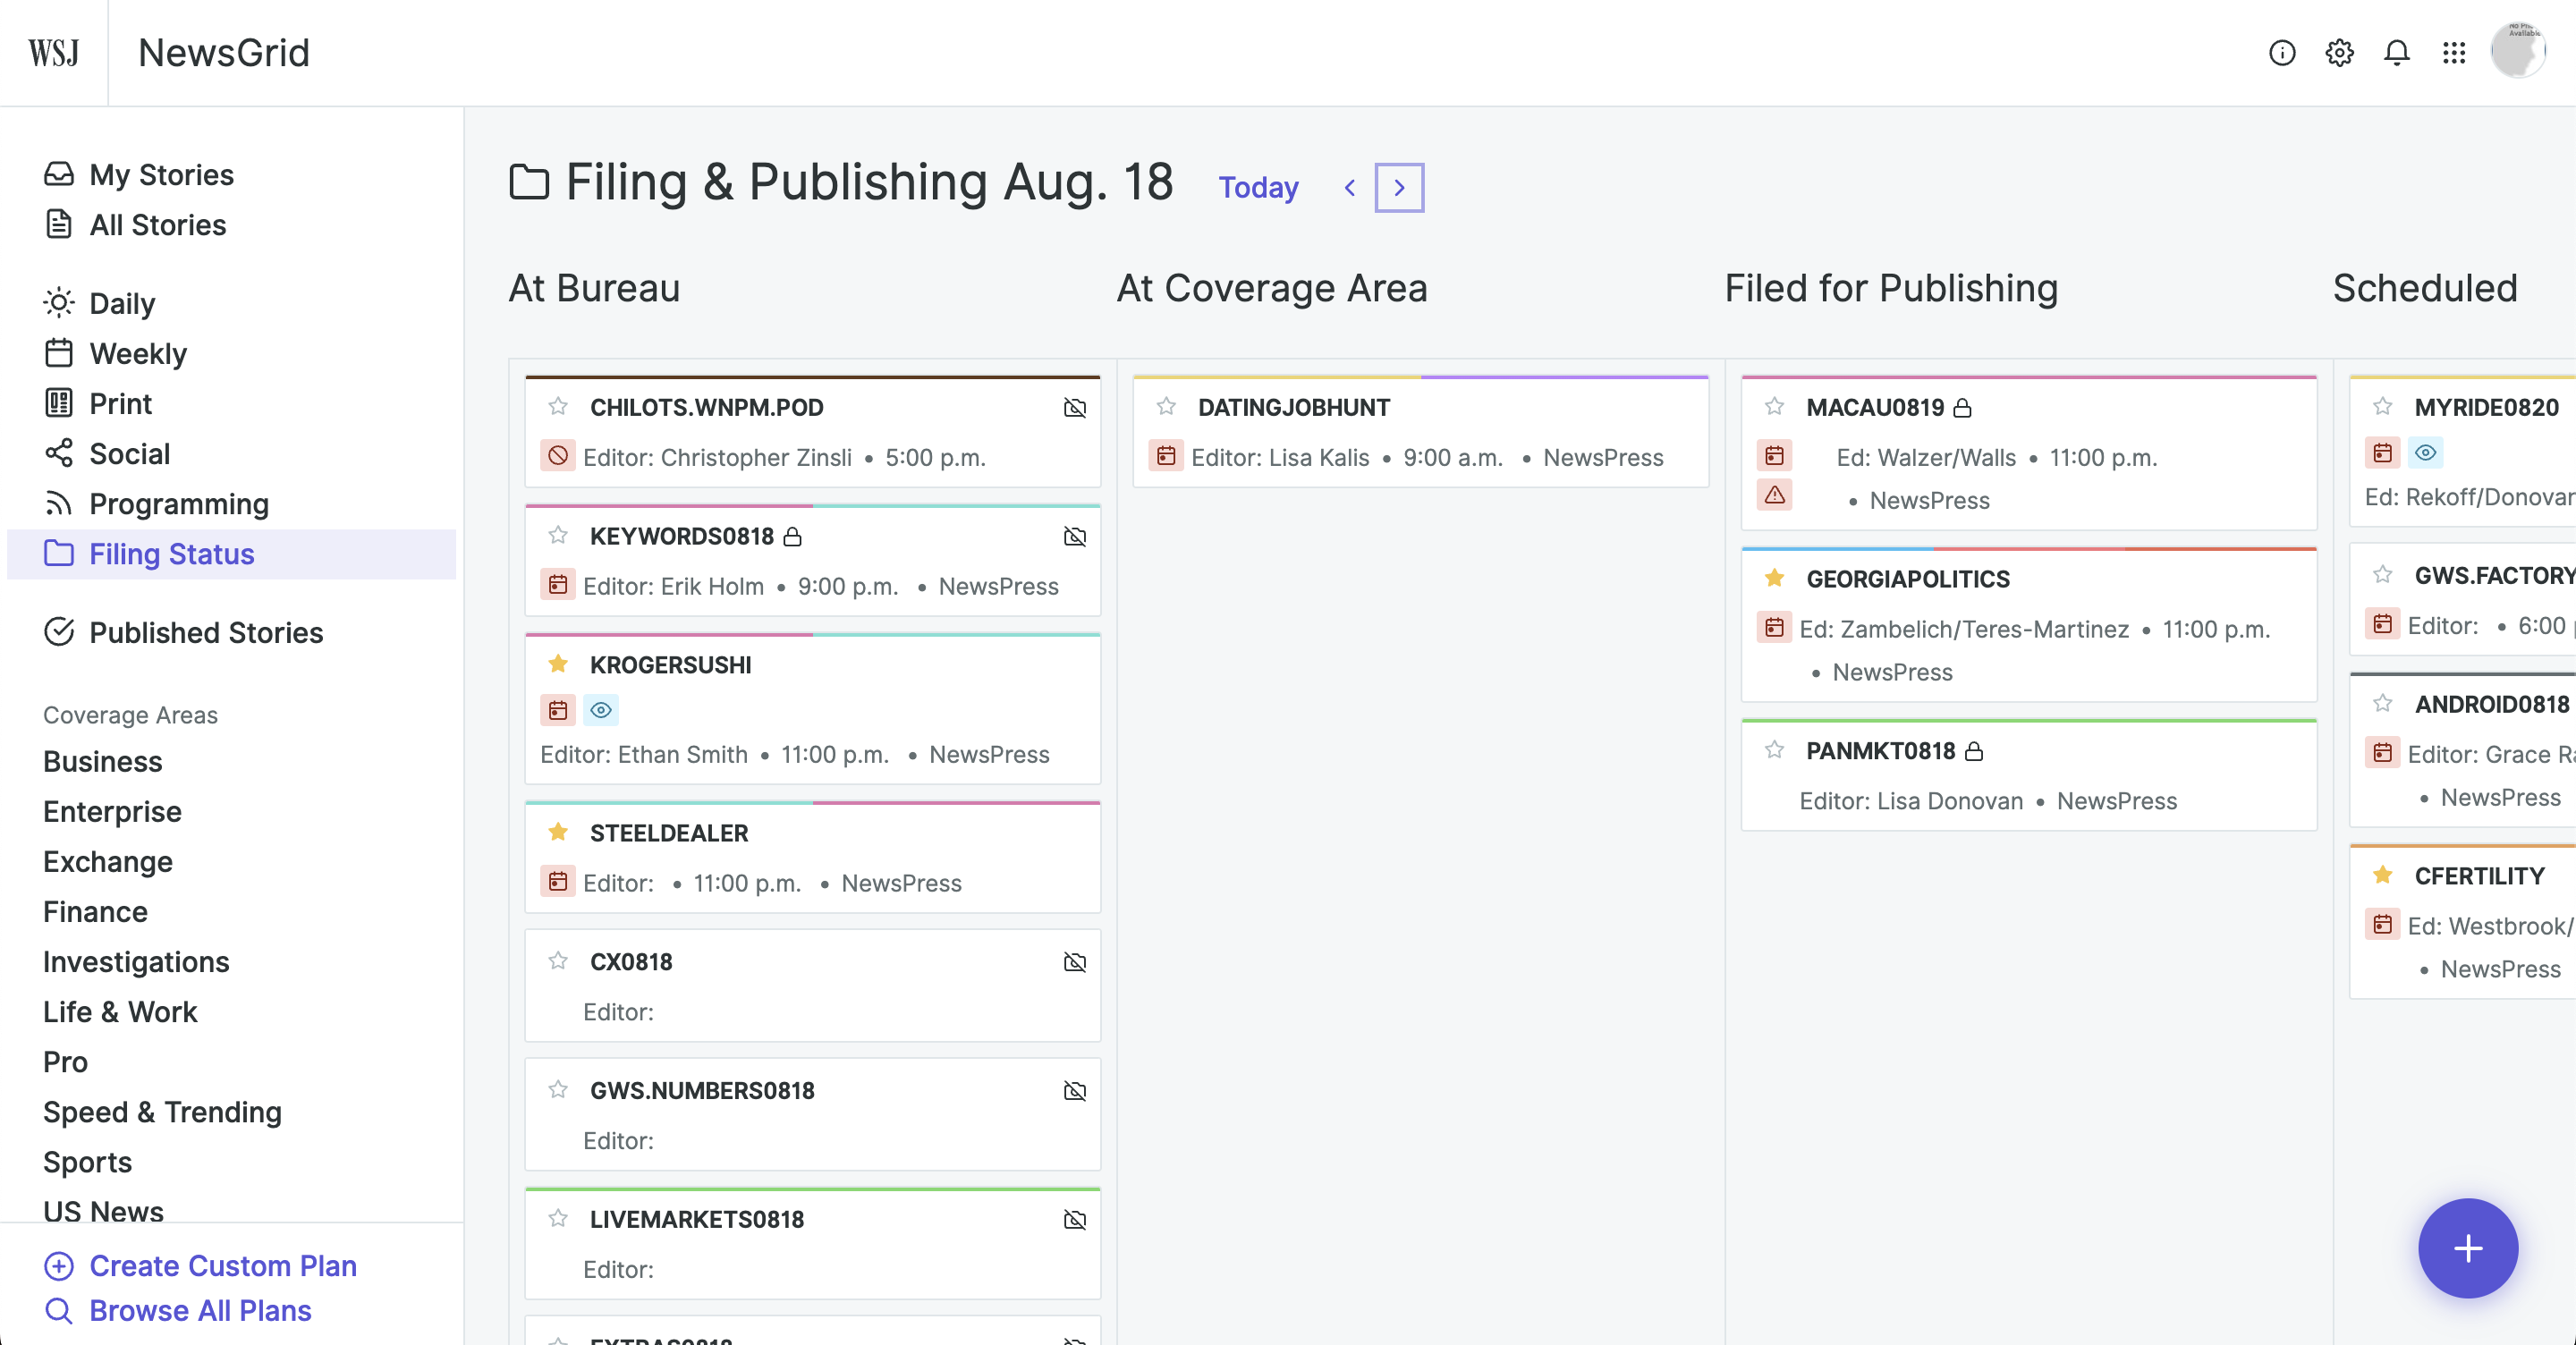 WSJ
NewsGrid
No Ph
Available
My Stories
All Stories
Daily
Weekly
Print
Social
Programming
Filing Status
Published Stories
Coverage Areas
Business
Enterprise
Exchange
Finance
Investigations
Life & Work
Pro
Speed & Trending
Sports
US News
Create Custom Plan
Browse All Plans
Filing & Publishing Aug. 18
Today
At Bureau
CHILOTS.WNPM.POD
Editor: Christopher Zinsli • 5:00 p.m.
KEYWORDS0818
Editor: Erik Holm • 9:00 p.m. • NewsPress
KROGERSUSHI
Editor: Ethan Smith • 11:00 p.m. • NewsPress
STEELDEALER
Editor: • 11:00 p.m. • NewsPress
CX0818
Editor:
GWS.NUMBERS0818
Editor:
LIVEMARKETS0818
Editor:
EXTRAS0818
At Coverage Area
DATINGJOBHUNT
Editor: Lisa Kalis • 9:00 a.m. • NewsPress
Filed for Publishing
MACAU0819
Ed: Walzer/Walls • 11:00 p.m.
• NewsPress
GEORGIAPOLITICS
Ed: Zambelich/Teres-Martinez • 11:00 p.m.
• NewsPress
PANMKT0818
Editor: Lisa Donovan • NewsPress
Scheduled
MYRIDE0820
Ed: Rekoff/Donovan
GWS.FACTORY
Editor: • 6:00
ANDROID0818
Editor: Grace Ra
• NewsPress
CFERTILITY
Ed: Westbrook/
• NewsPress